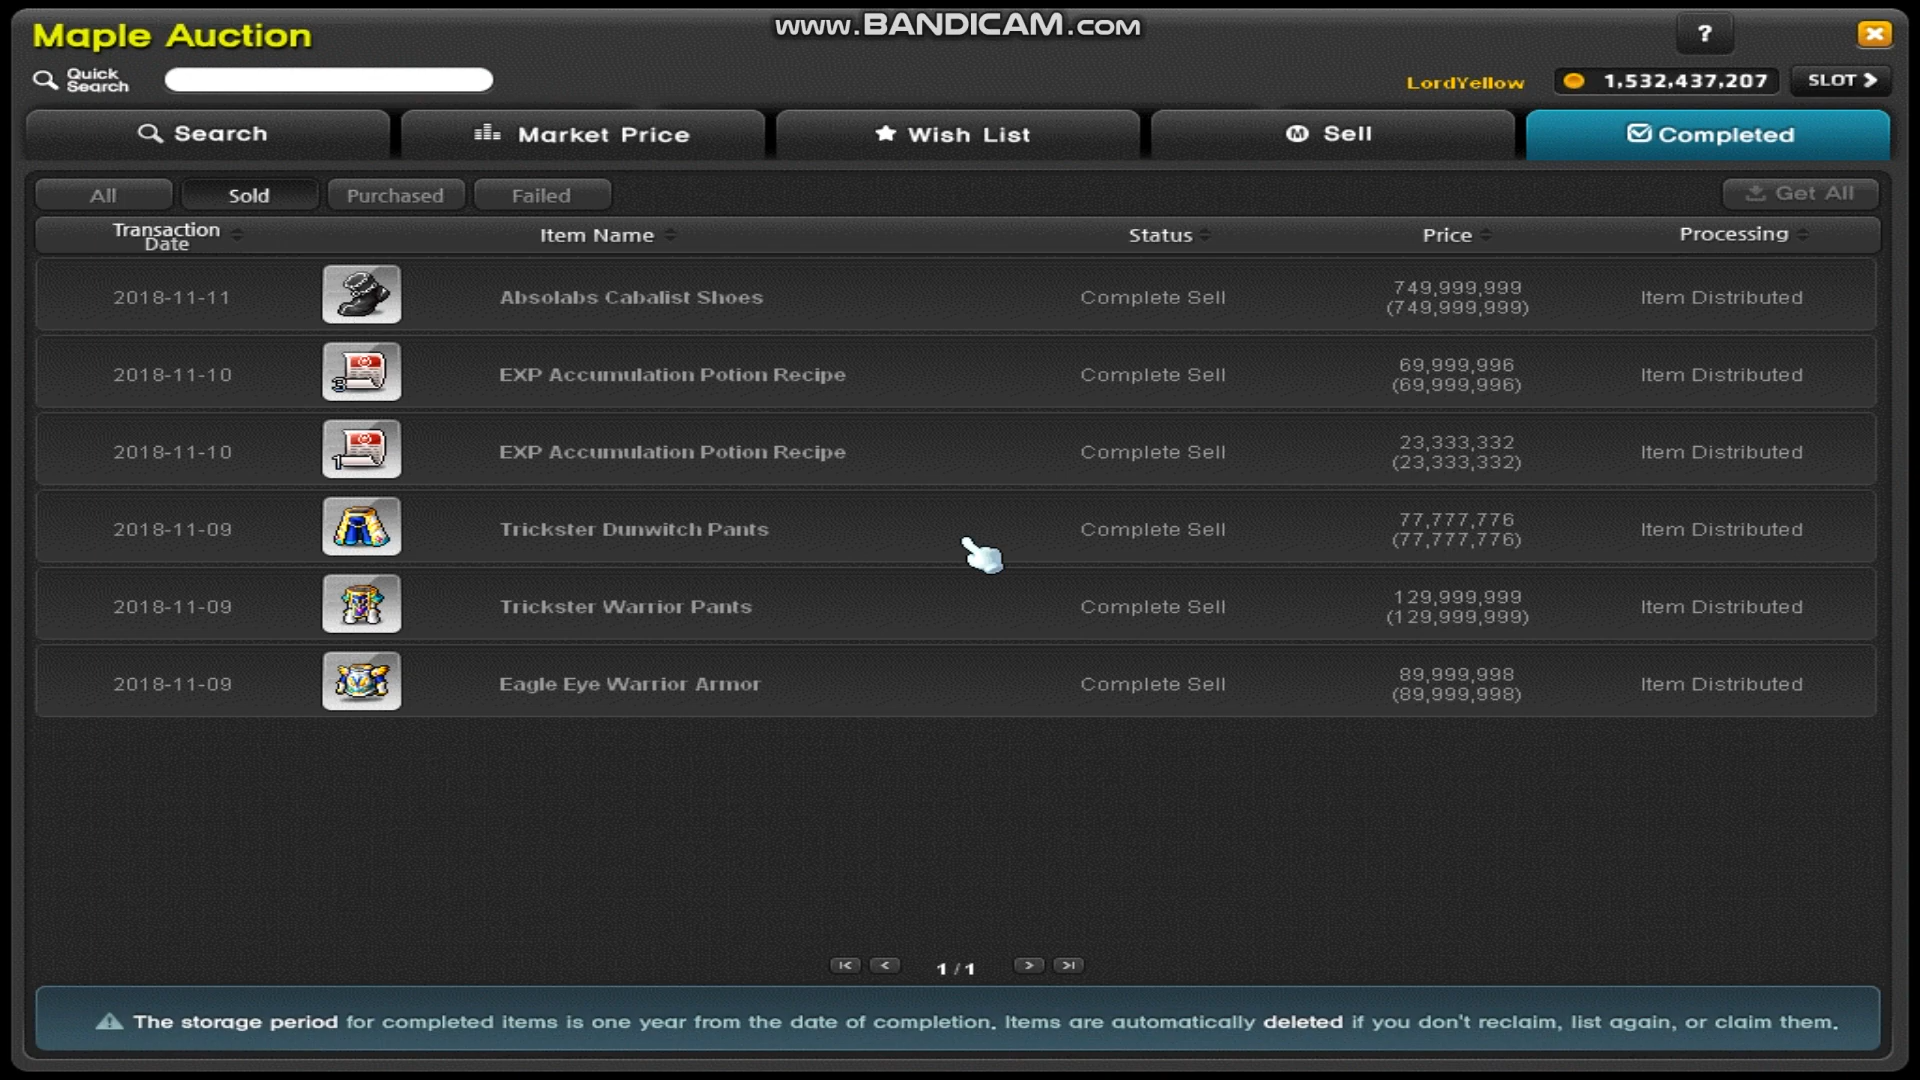 www.BANDICAM.com
Maple Auction
?
Quick Search
LordYellow
1,532,437,207
SLOT
Search
Market Price
Wish List
Sell
Completed
All
Sold
Purchased
Failed
Get All
Transaction Date
Item Name
Status
Price
Processing
2018-11-11
Absolabs Cabalist Shoes
Complete Sell
749,999,999
(749,999,999)
Item Distributed
2018-11-10
3
EXP Accumulation Potion Recipe
Complete Sell
69,999,996
(69,999,996)
Item Distributed
2018-11-10
1
EXP Accumulation Potion Recipe
Complete Sell
23,333,332
(23,333,332)
Item Distributed
2018-11-09
Trickster Dunwitch Pants
Complete Sell
77,777,776
(77,777,776)
Item Distributed
2018-11-09
Trickster Warrior Pants
Complete Sell
129,999,999
(129,999,999)
Item Distributed
2018-11-09
Eagle Eye Warrior Armor
Complete Sell
89,999,998
(89,999,998)
Item Distributed
1 / 1
The storage period for completed items is one year from the date of completion. Items are automatically deleted if you don't reclaim, list again, or claim them.